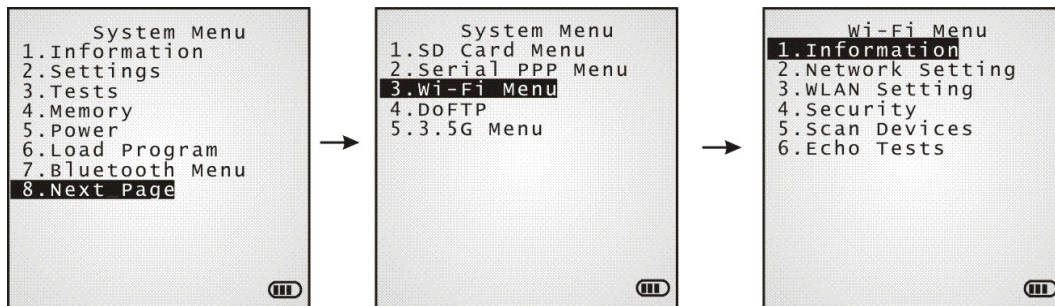 System Menu
1.Information
2.Settings
3.Tests
4.Memory
5.Power
6.Load Program
7.Bluetooth Menu
8.Next Page
System Menu
1.SD Card Menu
2.Serial PPP Menu
3.Wi-Fi Menu
4.DoFTP
5.3.5G Menu
Wi-Fi Menu
1.Information
2.Network Setting
3.WLAN Setting
4.Security
5.Scan Devices
6.Echo Tests